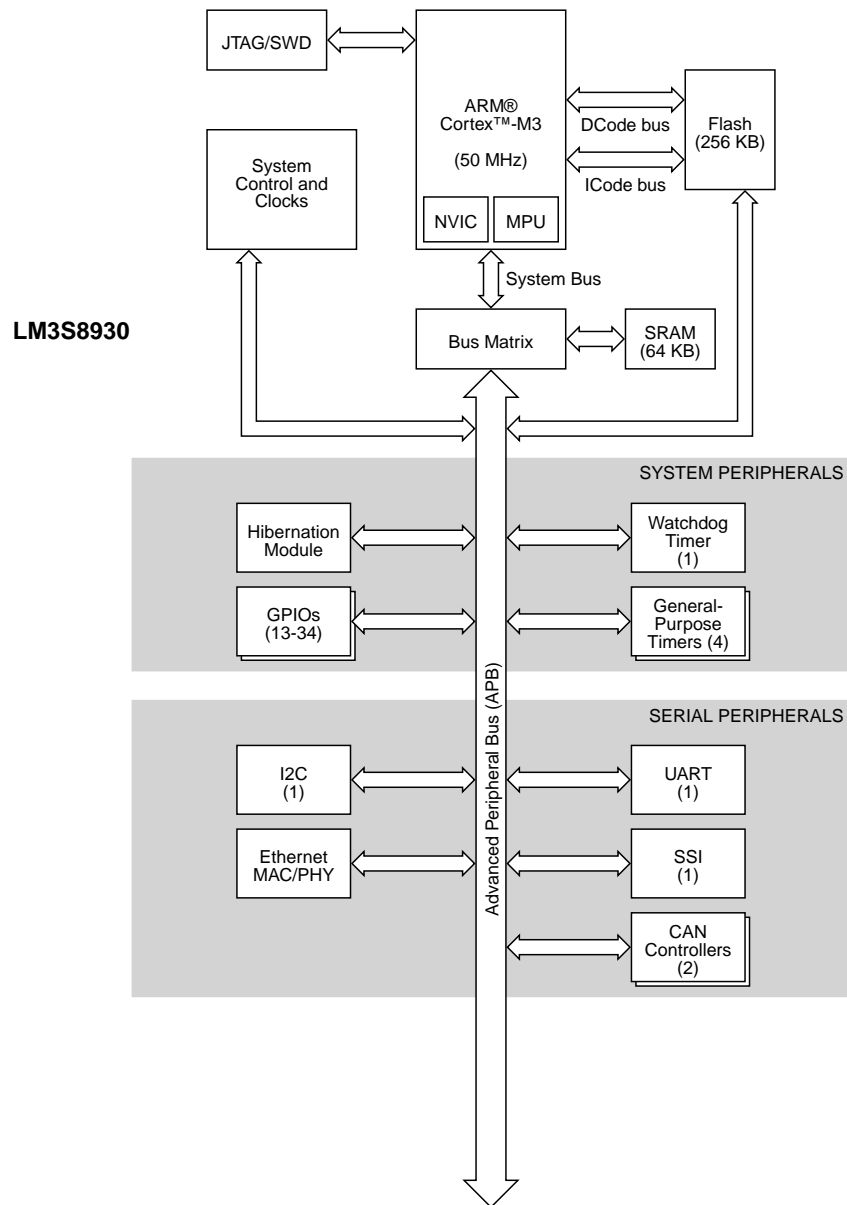 JTAG/SWD
ARM®
Cortex™-M3
(50 MHz)
NVIC
MPU
DCode bus
ICode bus
Flash
(256 KB)
System
Control and
Clocks
System Bus
LM3S8930
Bus Matrix
SRAM
(64 KB)
SYSTEM PERIPHERALS
Hibernation
Module
Watchdog
Timer
(1)
GPIOs
(13-34)
General-
Purpose
Timers (4)
Advanced Peripheral Bus (APB)
SERIAL PERIPHERALS
I2C
(1)
UART
(1)
Ethernet
MAC/PHY
SSI
(1)
CAN
Controllers
(2)